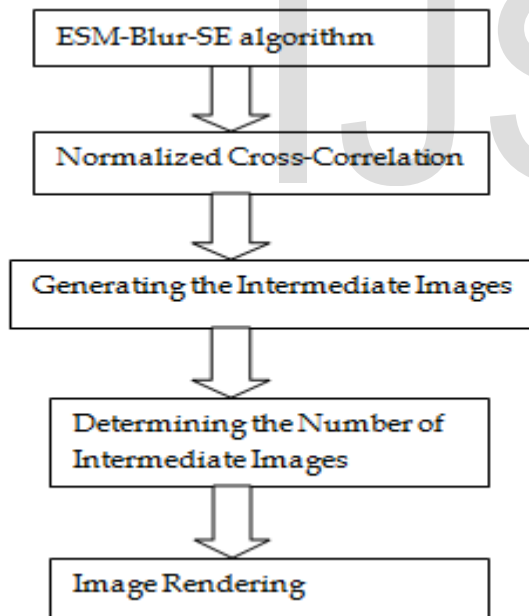 IJS
ESM-Blur-SE algorithm
Normalized Cross-Correlation
Generating the Intermediate Images
Determining the Number of
Intermediate Images
Image Rendering